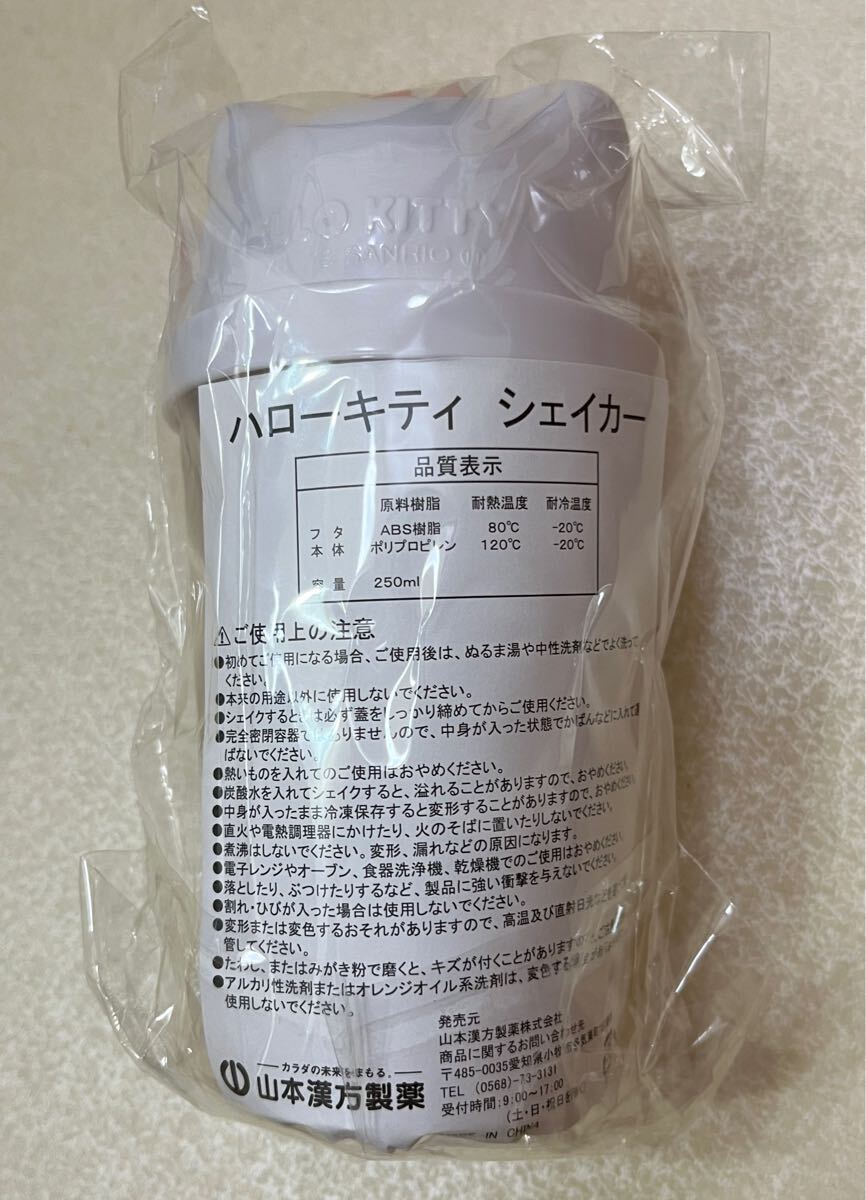 LO KITTY
SANRIO
ハローキティ シェイカー
品質表示
原料樹脂 耐熱温度 耐冷温度
フタ ABS樹脂 80℃ -20℃
本体 ポリプロピレン 120℃ -20℃
容量 250ml
⚠ご使用上の注意
●初めてご使用になる場合、ご使用後は、ぬるま湯や中性洗剤などでよく洗って
ください。
●本来の用途以外に使用しないでください。
●シェイクするときは必ず蓋をしっかり締めてからご使用ください。
●完全密閉容器ではありませんので、中身が入った状態でかばんなどに入れて運
ばないでください。
●熱いものを入れてのご使用はおやめください。
●炭酸水を入れてシェイクすると、溢れることがありますので、おやめください。
●中身が入ったまま冷凍保存すると変形することがありますので、おやめください。
●直火や電熱調理器にかけたり、火のそばに置いたりしないでください。
●煮沸はしないでください。変形、漏れなどの原因になります。
●電子レンジやオーブン、食器洗浄機、乾燥機でのご使用はおやめください。
●落としたり、ぶつけたりするなど、製品に強い衝撃を与えないでください。
●割れ・ひびが入った場合は使用しないでください。
●変形または変色するおそれがありますので、高温及び直射日光
管してください。
●たわし、またはみがき粉で磨くと、キズが付くことがあります
●アルカリ性洗剤またはオレンジオイル系洗剤は、変色する
使用しないでください。
発売元
山本漢方製薬株式会社
商品に関するお問い合わせ先
〒485-0035愛知県小牧市
TEL (0568)-73-3131
受付時間:9:00〜17:00
(土・日・祝日を
IN CHINA
カラダの未来をまもる。
山本漢方製薬